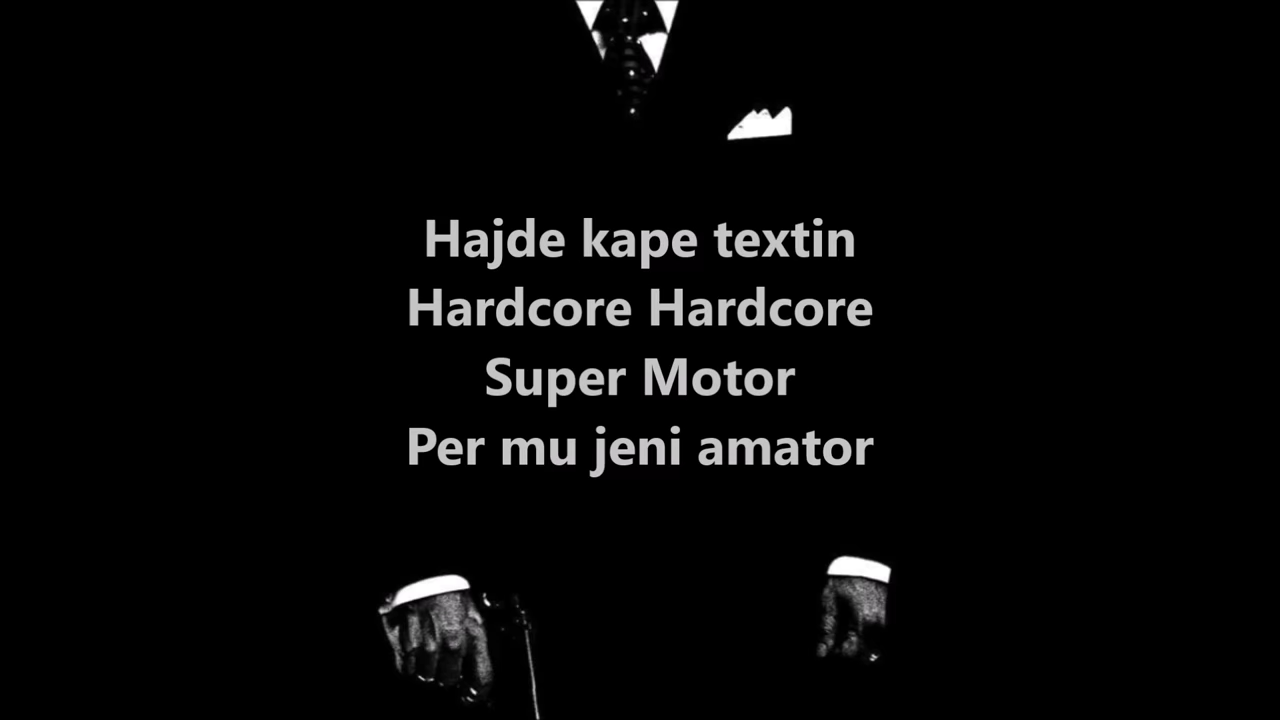 Hajde kape textin
Hardcore Hardcore
Super Motor
Per mu jeni amator